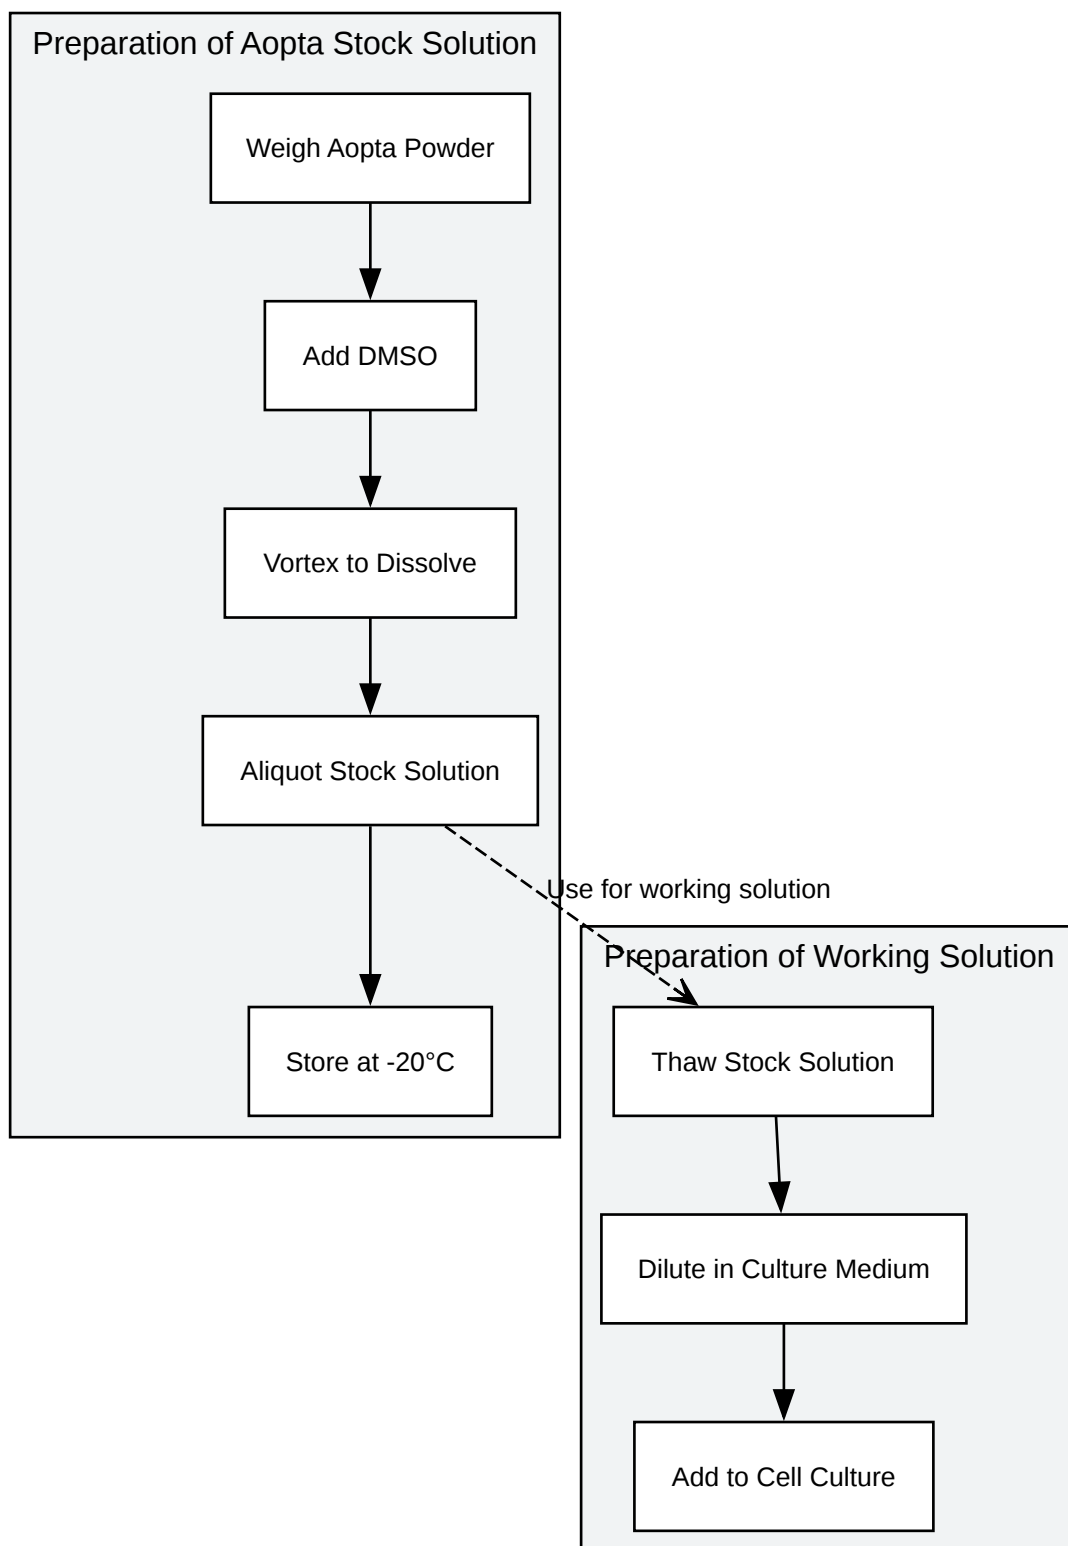 Preparation of Aopta Stock Solution
Weigh Aopta Powder
Add DMSO
Vortex to Dissolve
Aliquot Stock Solution
Use for working solution
Store at -20°C
Preparation of Working Solution
Thaw Stock Solution
Dilute in Culture Medium
Add to Cell Culture